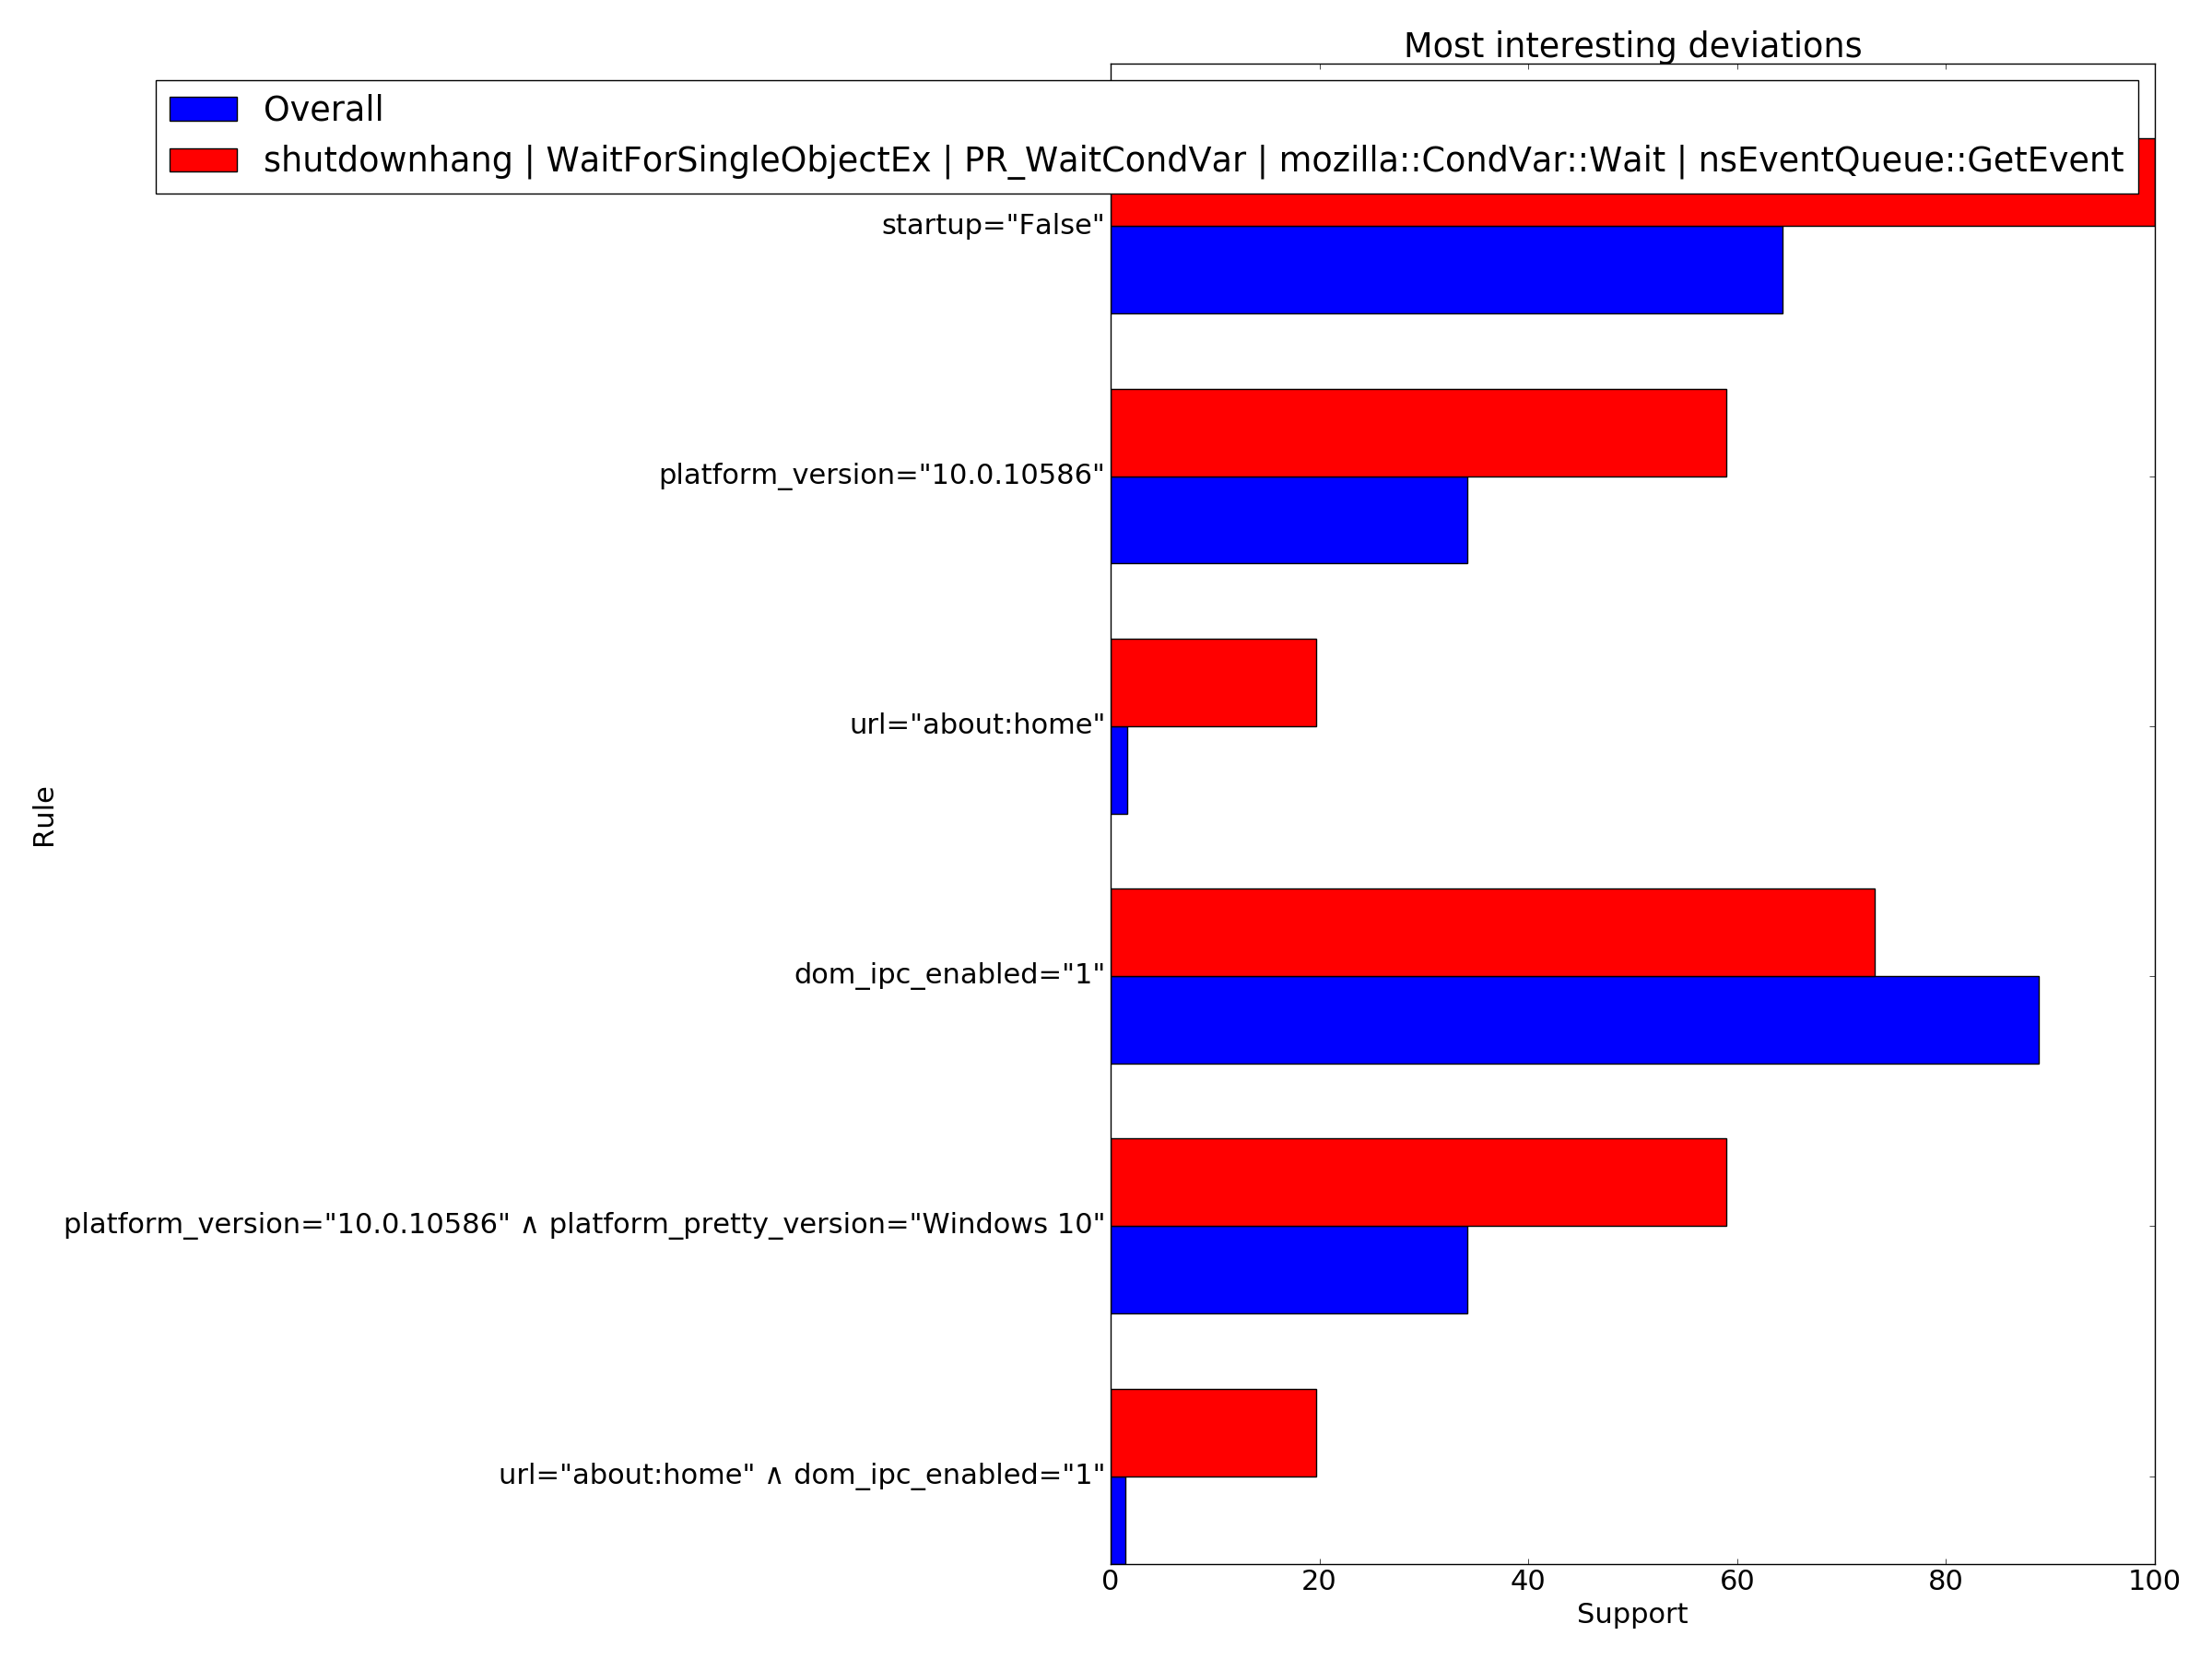 Most interesting deviations
Overall
shutdownhang | WaitForSingleObjectEx | PR_WaitCondVar | mozilla::CondVar::Wait | nsEventQueue::GetEvent
startup="False"
platform_version="10.0.10586"
url="about:home"
Rule
dom_ipc_enabled="1"
platform_version="10.0.10586" ∧ platform_pretty_version="Windows 10"
url="about:home" ∧ dom_ipc_enabled="1"
0 20 40 60 80 100
Support